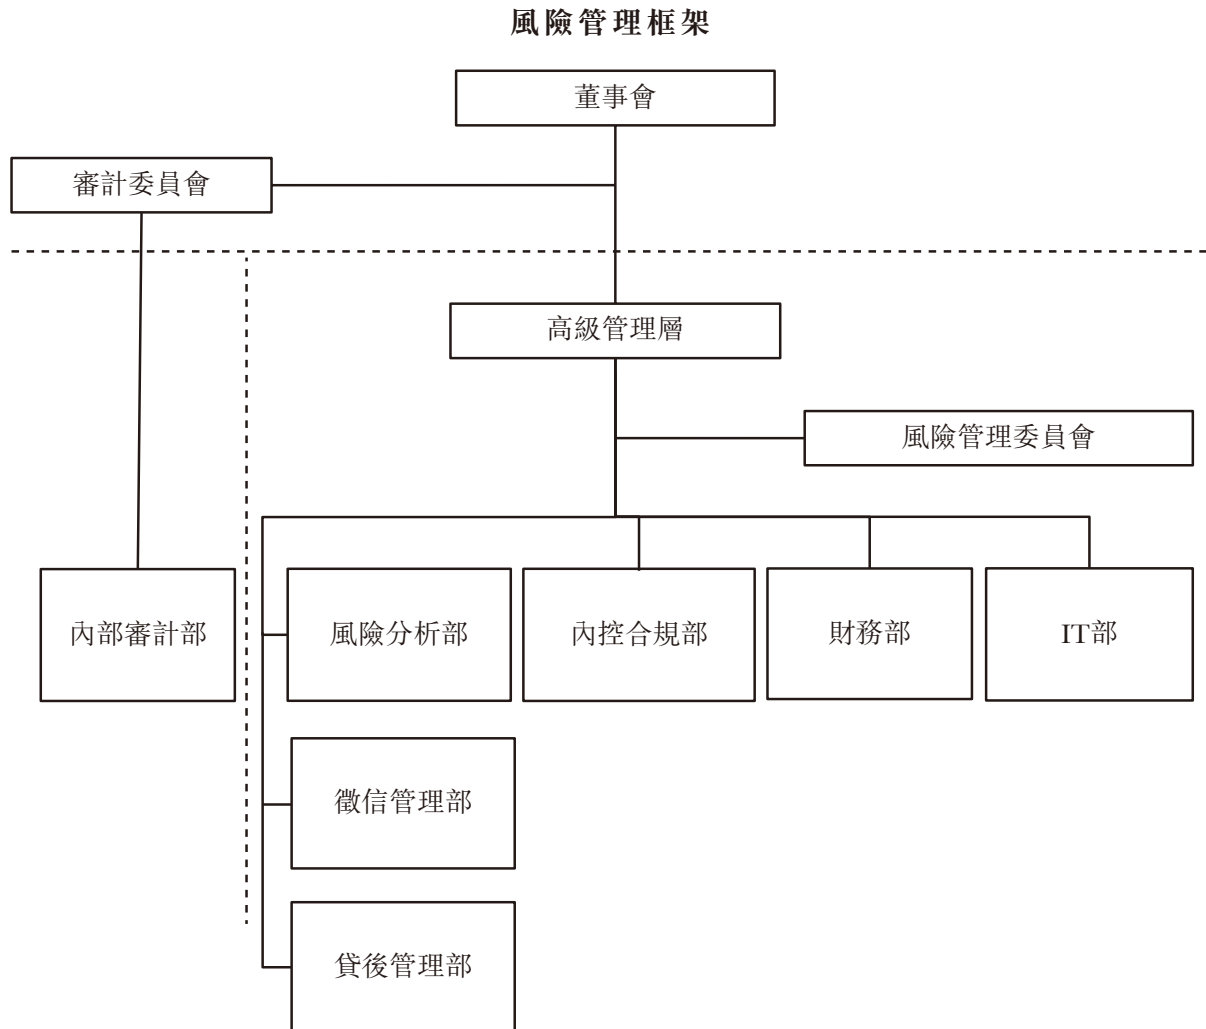 風險管理框架
董事會
審計委員會
高級管理層
風險管理委員會
內部審計部
風險分析部
內控合規部
財務部
IT部
徵信管理部
貸後管理部